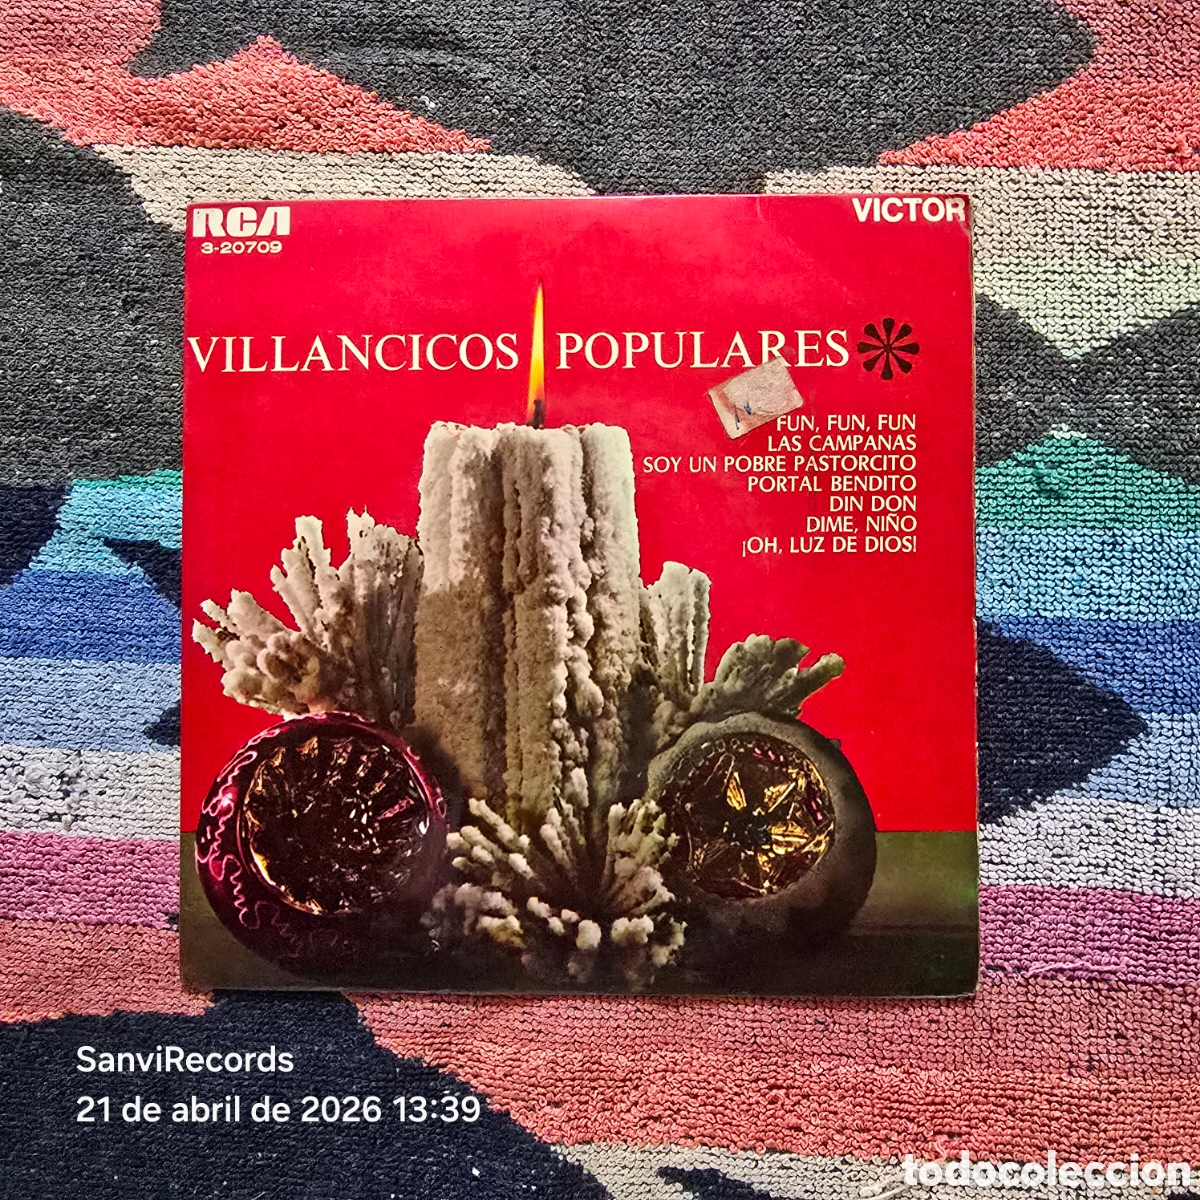 RCA VICTOR
3-20709
VILLANCICOS POPULARES
FUN, FUN, FUN
LAS CAMPANAS
SOY UN POBRE PASTORCITO
PORTAL BENDITO
DIN DON
DIME, NIÑO
¡OH, LUZ DE DIOS!
SanviRecords
21 de abril de 2026 13:39
todocoleccion